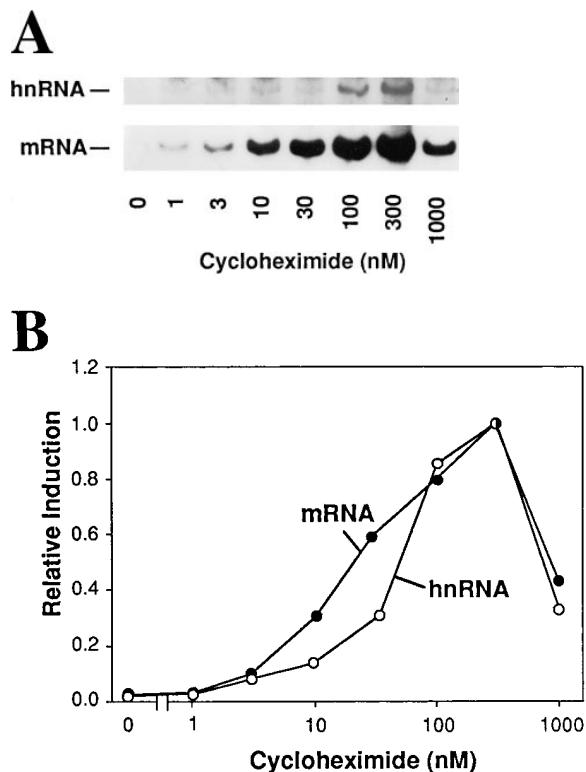 A
hnRNA
mRNA
0 1 3 10 30 100 300 1000
Cycloheximide (nM)
B
1.2
1.0
0.8
0.6
0.4
0.2
0.0
Relative Induction
mRNA
hnRNA
0 1 10 100 1000
Cycloheximide (nM)